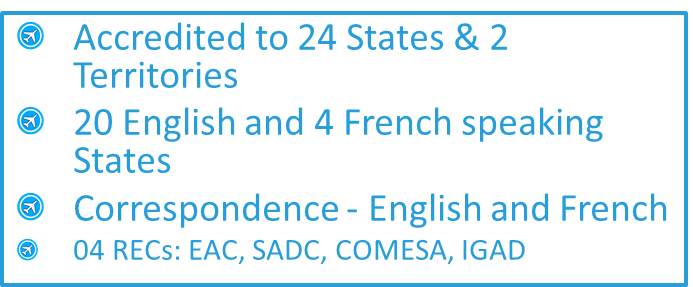 Accredited to 24 States & 2
Territories
20 English and 4 French speaking
States
Correspondence - English and French
04 RECs: EAC, SADC, COMESA, IGAD